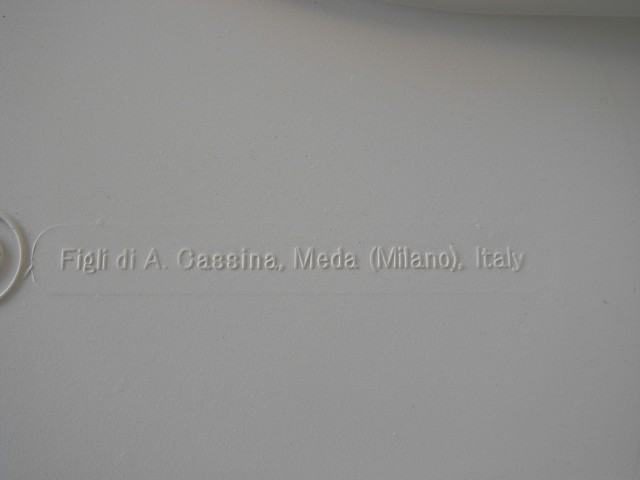 Figli di A. Cassina, Meda (Milano), Italy